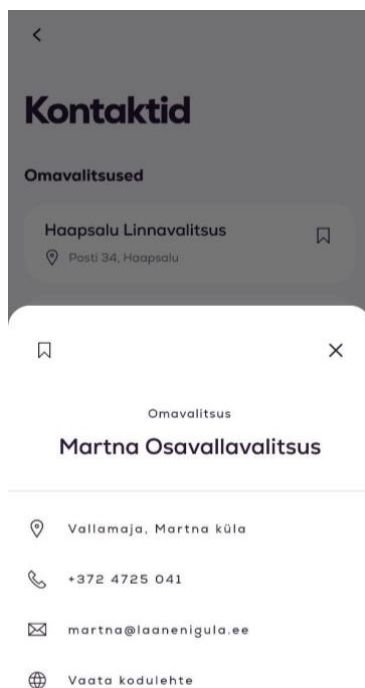 Kontaktid
Omavalitsused
Haapsalu Linnavalitsus
Posti 34, Haapsalu
Omavalitsus
Martna Osavallavalitsus
Vallamaja, Martna küla
+372 4725 041
martna@laanenigula.ee
Vaata kodulehte